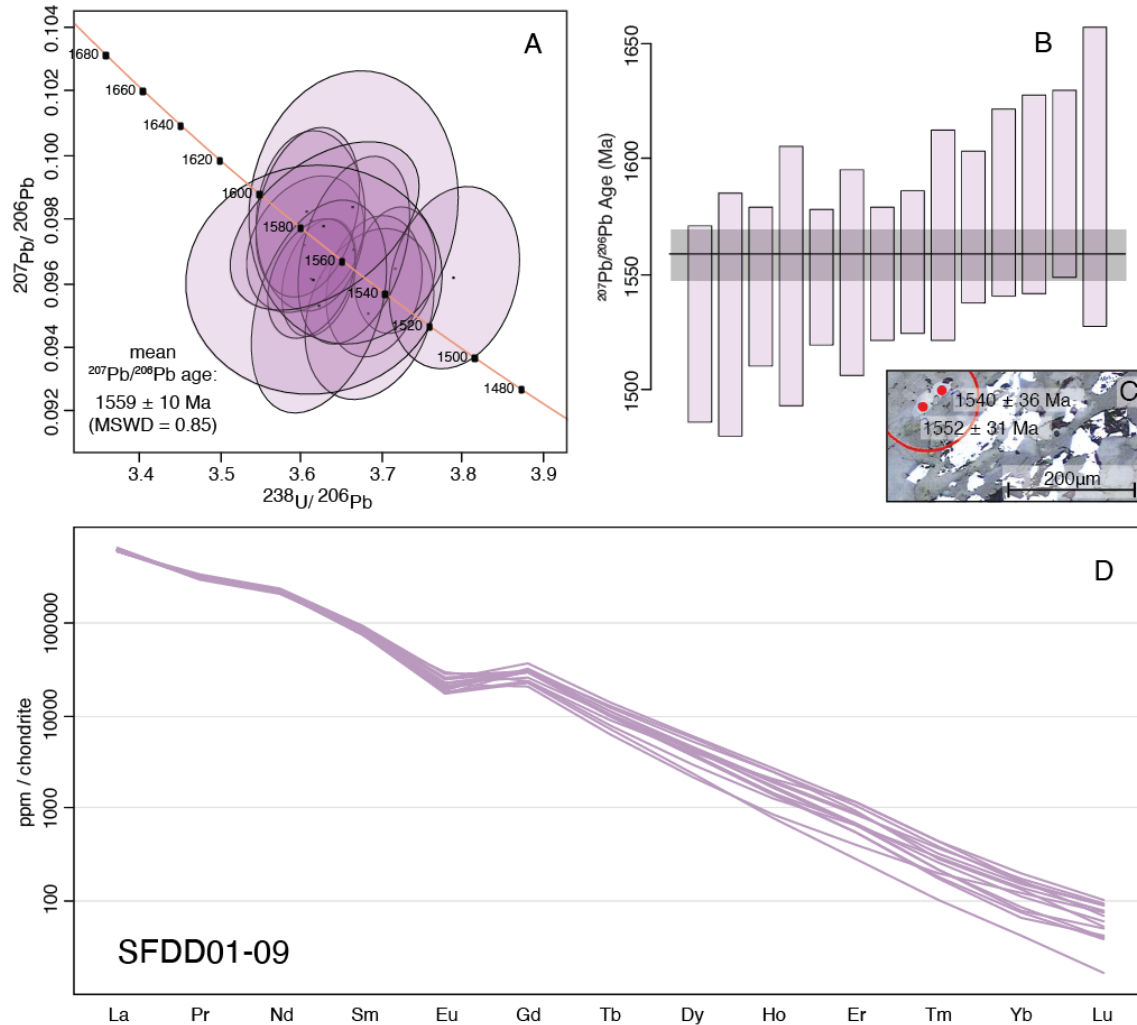 A
0.104
0.102
0.100
0.098
0.096
0.094
0.092
207Pb/ 206Pb
1680
1660
1640
1620
1600
1580
1560
1540
1520
1500
1480
mean
207Pb/206Pb age:
1559 ± 10 Ma
(MSWD = 0.85)
3.4 3.5 3.6 3.7 3.8 3.9
238U/ 206Pb
B
1650
1600
1550
1500
207Pb/206Pb Age (Ma)
C
1540 ± 36 Ma
1552 ± 31 Ma
200μm
D
100000
10000
1000
100
ppm / chondrite
SFDD01-09
La Pr Nd Sm Eu Gd Tb Dy Ho Er Tm Yb Lu